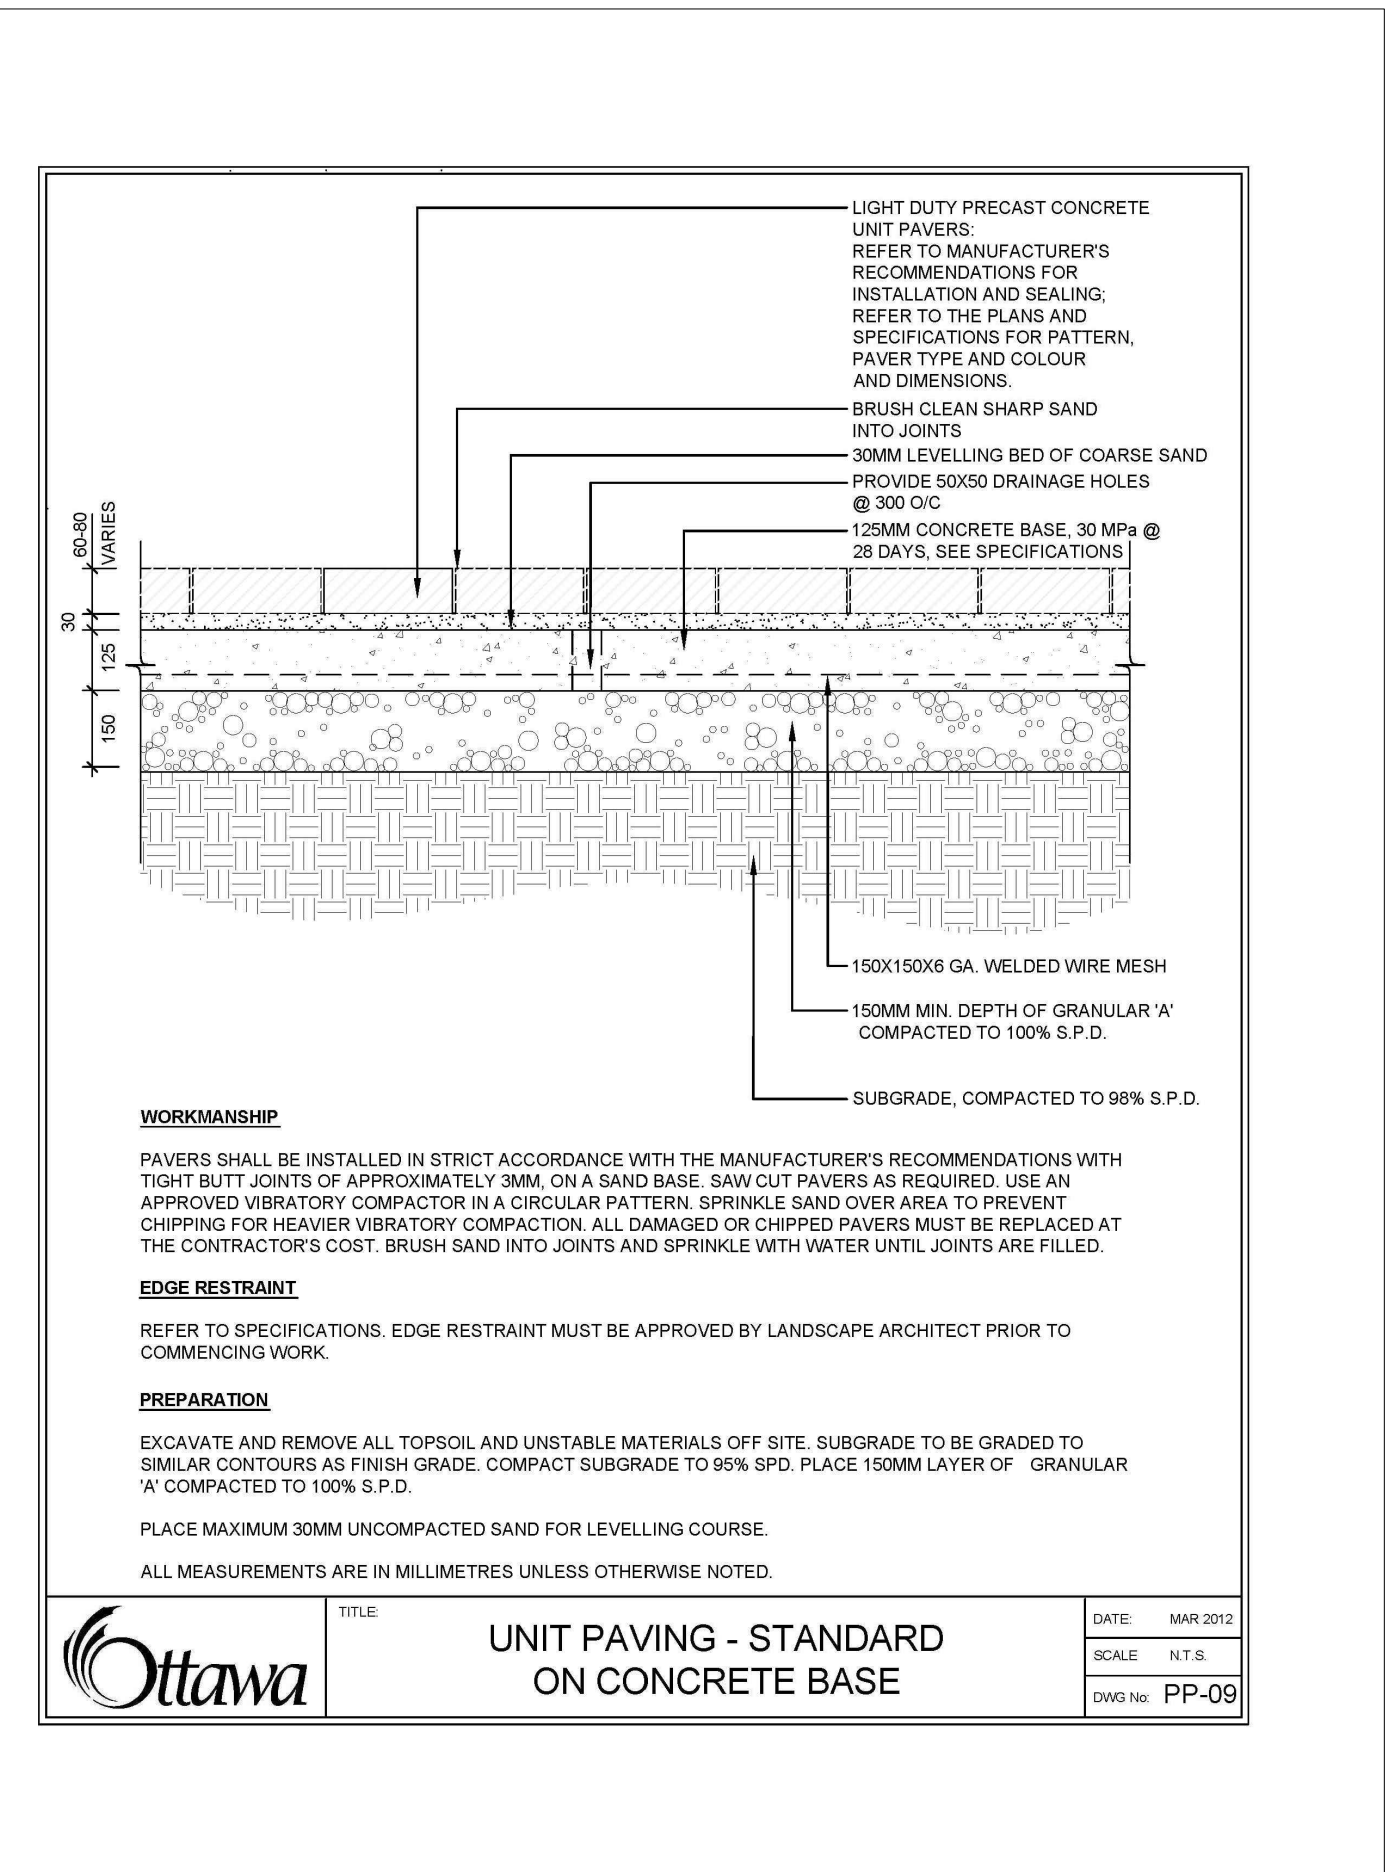 LIGHT DUTY PRECAST CONCRETE
UNIT PAVERS:
REFER TO MANUFACTURER'S
RECOMMENDATIONS FOR
INSTALLATION AND SEALING;
REFER TO THE PLANS AND
SPECIFICATIONS FOR PATTERN,
PAVER TYPE AND COLOUR
AND DIMENSIONS.
BRUSH CLEAN SHARP SAND
INTO JOINTS
30MM LEVELLING BED OF COARSE SAND
PROVIDE 50X50 DRAINAGE HOLES
@ 300 O/C
125MM CONCRETE BASE, 30 MPa @
28 DAYS, SEE SPECIFICATIONS
60-80
VARIES
30
125
150
150X150X6 GA. WELDED WIRE MESH
150MM MIN. DEPTH OF GRANULAR 'A'
COMPACTED TO 100% S.P.D.
SUBGRADE, COMPACTED TO 98% S.P.D.
WORKMANSHIP
PAVERS SHALL BE INSTALLED IN STRICT ACCORDANCE WITH THE MANUFACTURER'S RECOMMENDATIONS WITH
TIGHT BUTT JOINTS OF APPROXIMATELY 3MM, ON A SAND BASE. SAW CUT PAVERS AS REQUIRED. USE AN
APPROVED VIBRATORY COMPACTOR IN A CIRCULAR PATTERN. SPRINKLE SAND OVER AREA TO PREVENT
CHIPPING FOR HEAVIER VIBRATORY COMPACTION. ALL DAMAGED OR CHIPPED PAVERS MUST BE REPLACED AT
THE CONTRACTOR'S COST. BRUSH SAND INTO JOINTS AND SPRINKLE WITH WATER UNTIL JOINTS ARE FILLED.
EDGE RESTRAINT
REFER TO SPECIFICATIONS. EDGE RESTRAINT MUST BE APPROVED BY LANDSCAPE ARCHITECT PRIOR TO
COMMENCING WORK.
PREPARATION
EXCAVATE AND REMOVE ALL TOPSOIL AND UNSTABLE MATERIALS OFF SITE. SUBGRADE TO BE GRADED TO
SIMILAR CONTOURS AS FINISH GRADE. COMPACT SUBGRADE TO 95% SPD. PLACE 150MM LAYER OF GRANULAR
'A' COMPACTED TO 100% S.P.D.
PLACE MAXIMUM 30MM UNCOMPACTED SAND FOR LEVELLING COURSE.
ALL MEASUREMENTS ARE IN MILLIMETRES UNLESS OTHERWISE NOTED.
Ottawa
TITLE:
UNIT PAVING - STANDARD
ON CONCRETE BASE
DATE: MAR 2012
SCALE N.T.S.
DWG No: PP-09